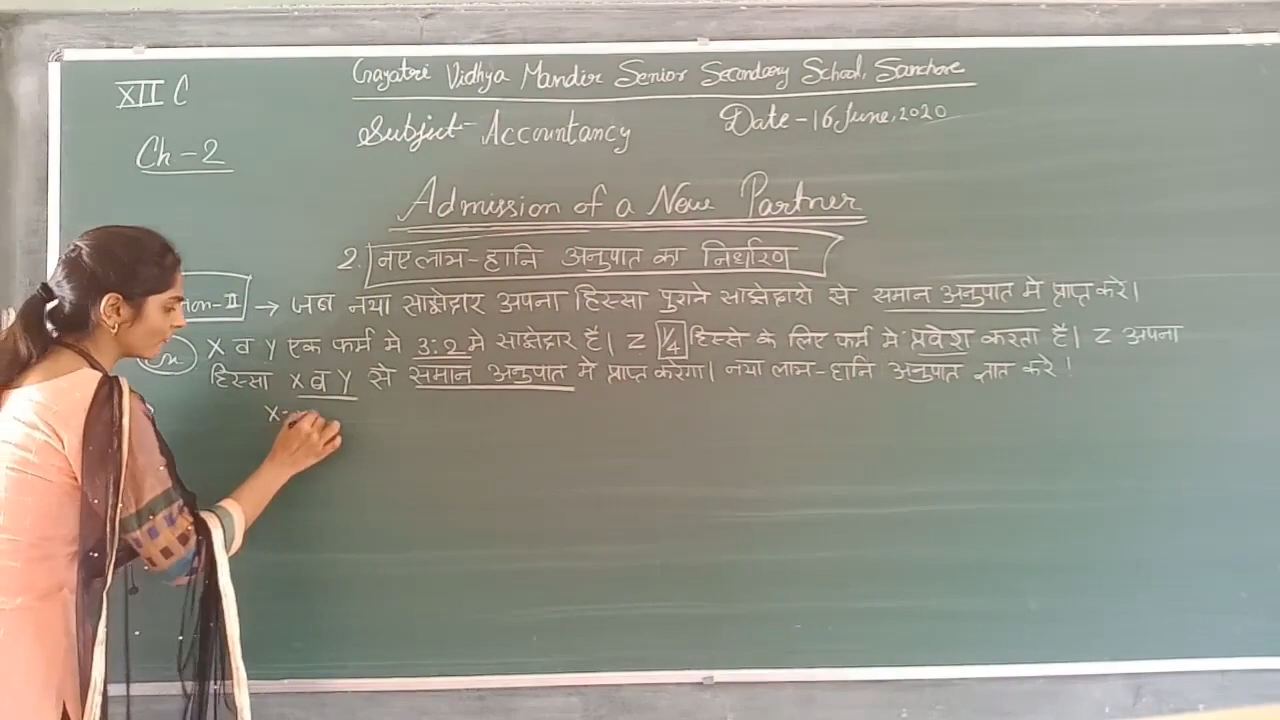 XII C
Gayatri Vidhya Mandir Senior Secondary School, Sanchore
Ch-2
Subject- Accountancy
Date-16 June, 2020
Admission of a New Partner
2. नए लाभ-हानि अनुपात का निर्धारण
on-II → जब नया साझेदार अपना हिस्सा पुराने साझेदारो से समान अनुपात मे प्राप्त करे।
X व Y एक फर्म मे 3:2 मे साझेदार है। Z 1/4 हिस्से के लिए फर्म मे प्रवेश करता है। Z अपना
हिस्सा X व Y से समान अनुपात मे प्राप्त करेगा। नया लाभ-हानि अनुपात ज्ञात करे!
X-